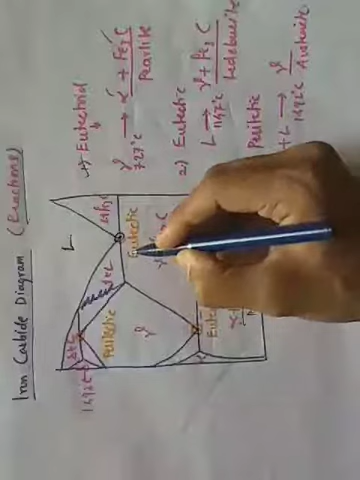 Iron Carbide Diagram (Reactions)
1) Eutectoid
γ → α + Fe3C
727°C Pearlite
2) Eutectic
L → γ + Fe3C
1147°C Ledeburite
Peritectic
+ L → γ
1492°C Austenite
L
δ+L
1492°C
Peritectic
γ+L
L+Fe3C
Eutectic
γ